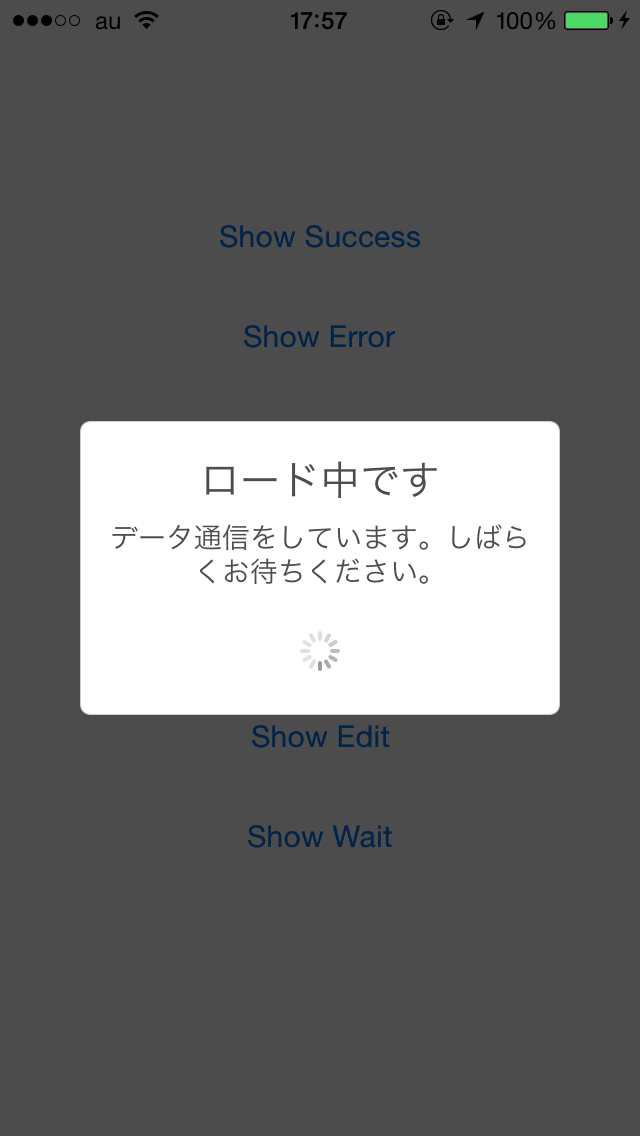 au 17:57 100%
Show Success
Show Error
ロード中です
データ通信をしています。しばら
くお待ちください。
Show Edit
Show Wait